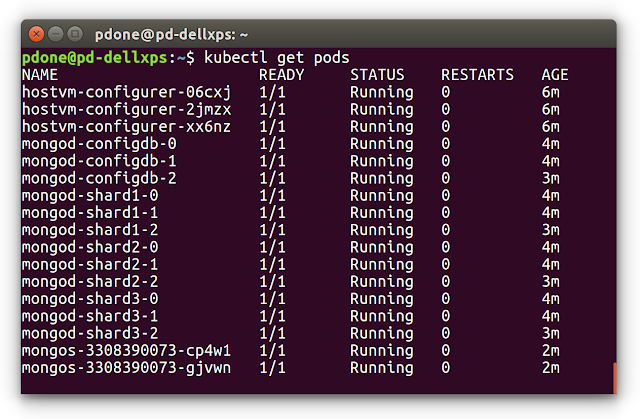 pdone@pd-dellxps: ~
pdone@pd-dellxps:~$ kubectl get pods
NAME READY STATUS RESTARTS AGE
hostvm-configurer-06cxj 1/1 Running 0 6m
hostvm-configurer-2jmzx 1/1 Running 0 6m
hostvm-configurer-xx6nz 1/1 Running 0 6m
mongod-configdb-0 1/1 Running 0 4m
mongod-configdb-1 1/1 Running 0 4m
mongod-configdb-2 1/1 Running 0 3m
mongod-shard1-0 1/1 Running 0 4m
mongod-shard1-1 1/1 Running 0 4m
mongod-shard1-2 1/1 Running 0 3m
mongod-shard2-0 1/1 Running 0 4m
mongod-shard2-1 1/1 Running 0 4m
mongod-shard2-2 1/1 Running 0 3m
mongod-shard3-0 1/1 Running 0 4m
mongod-shard3-1 1/1 Running 0 4m
mongod-shard3-2 1/1 Running 0 3m
mongos-3308390073-cp4w1 1/1 Running 0 2m
mongos-3308390073-gjvwn 1/1 Running 0 2m